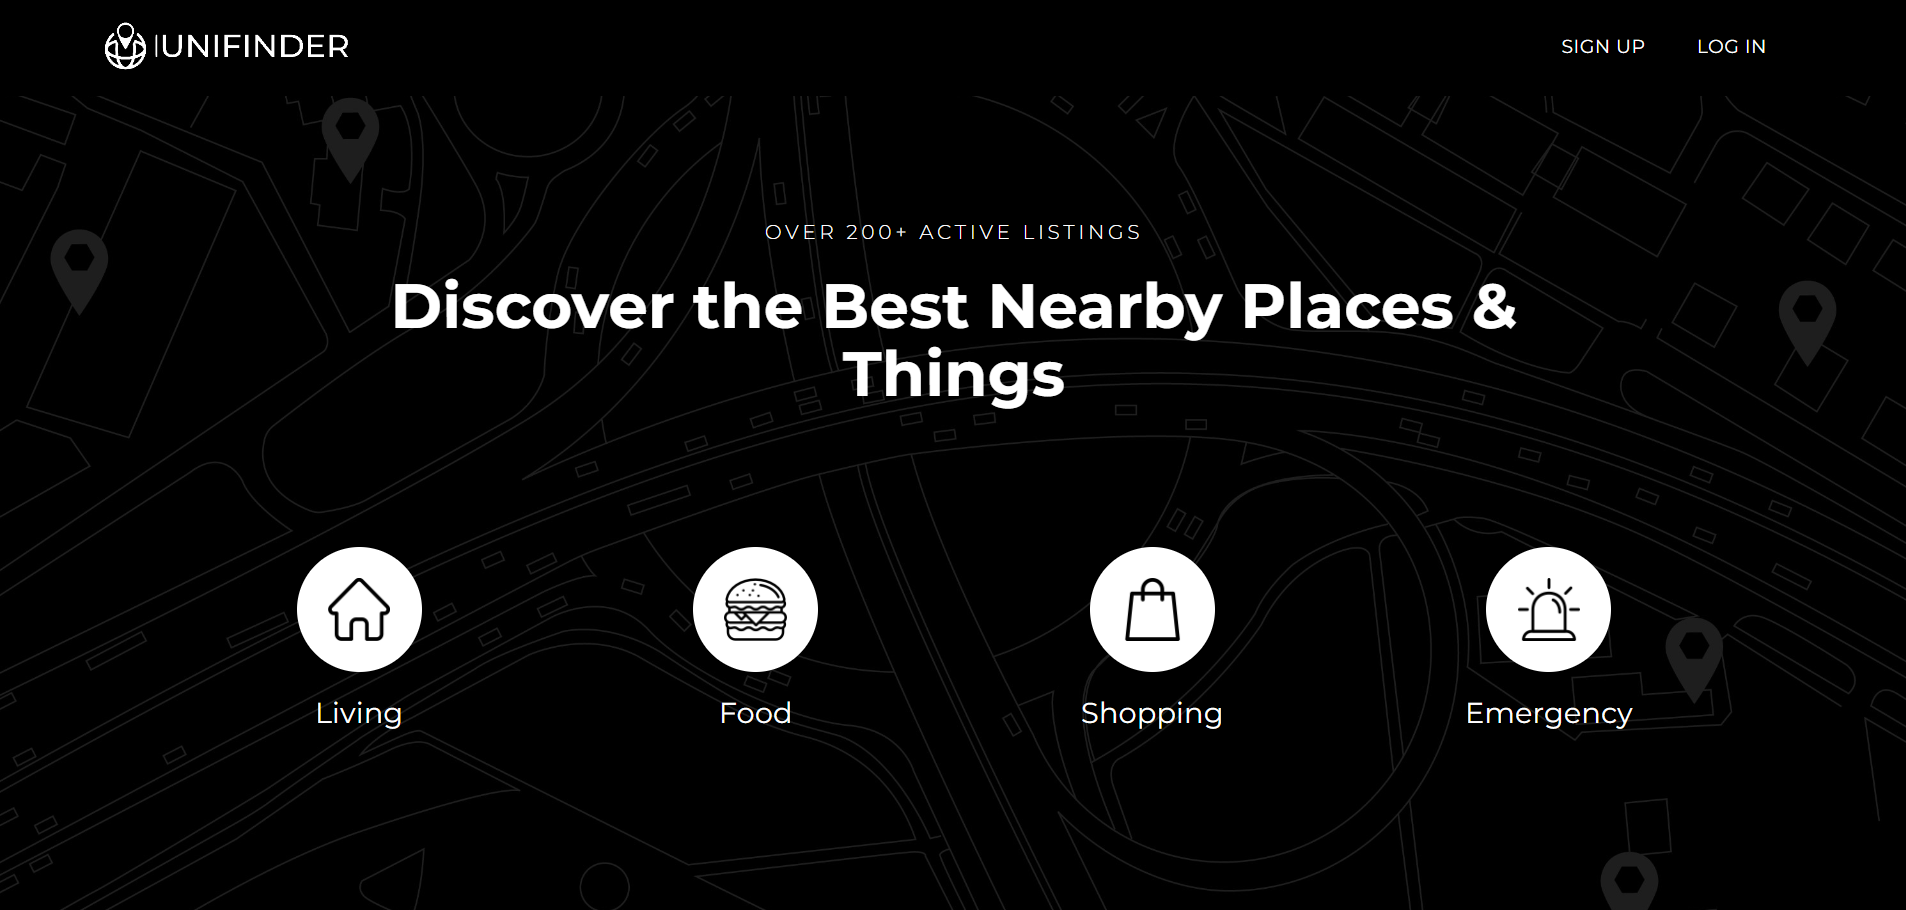 UNIFINDER
SIGN UP
LOG IN
OVER 200+ ACTIVE LISTINGS
Discover the Best Nearby Places &
Things
Living
Food
Shopping
Emergency